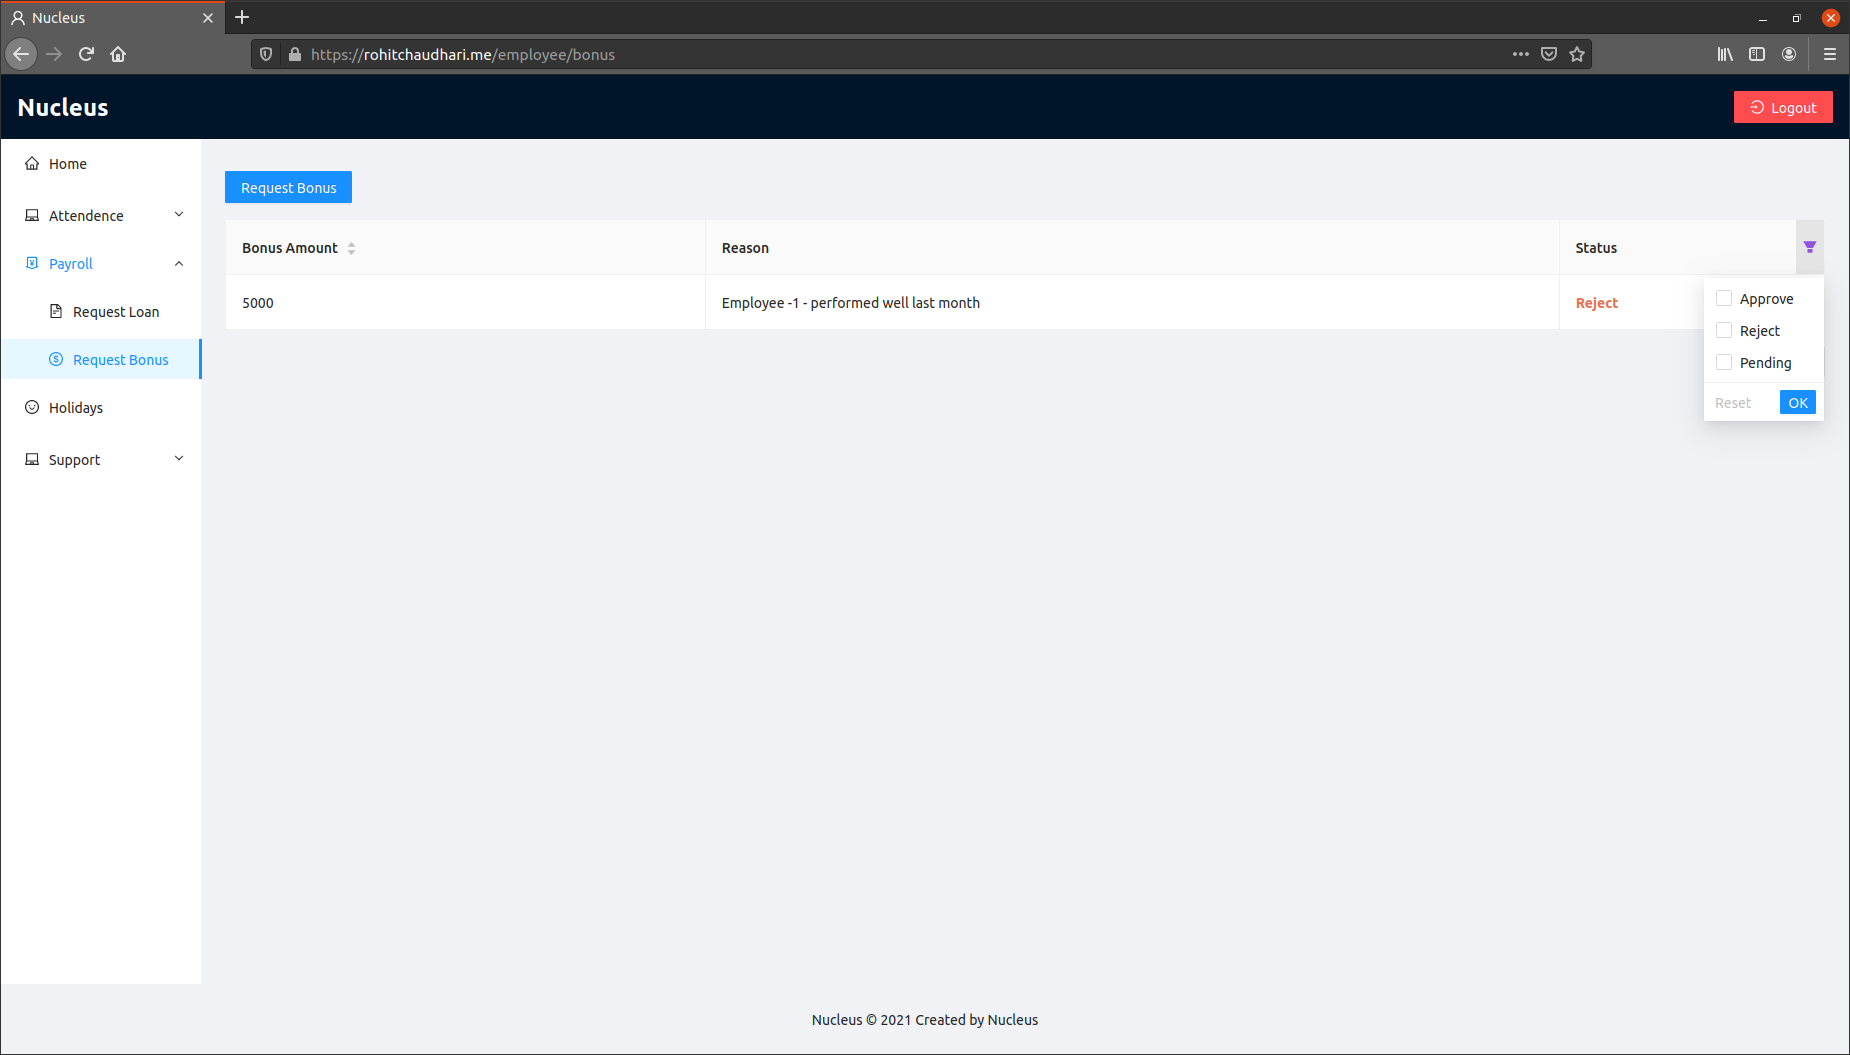 Nucleus
https://rohitchaudhari.me/employee/bonus
Nucleus
Logout
Home
Attendence
Payroll
Request Loan
Request Bonus
Holidays
Support
Request Bonus
Bonus Amount Reason Status
5000 Employee -1 - performed well last month Reject
Approve
Reject
Pending
Reset OK
Nucleus © 2021 Created by Nucleus